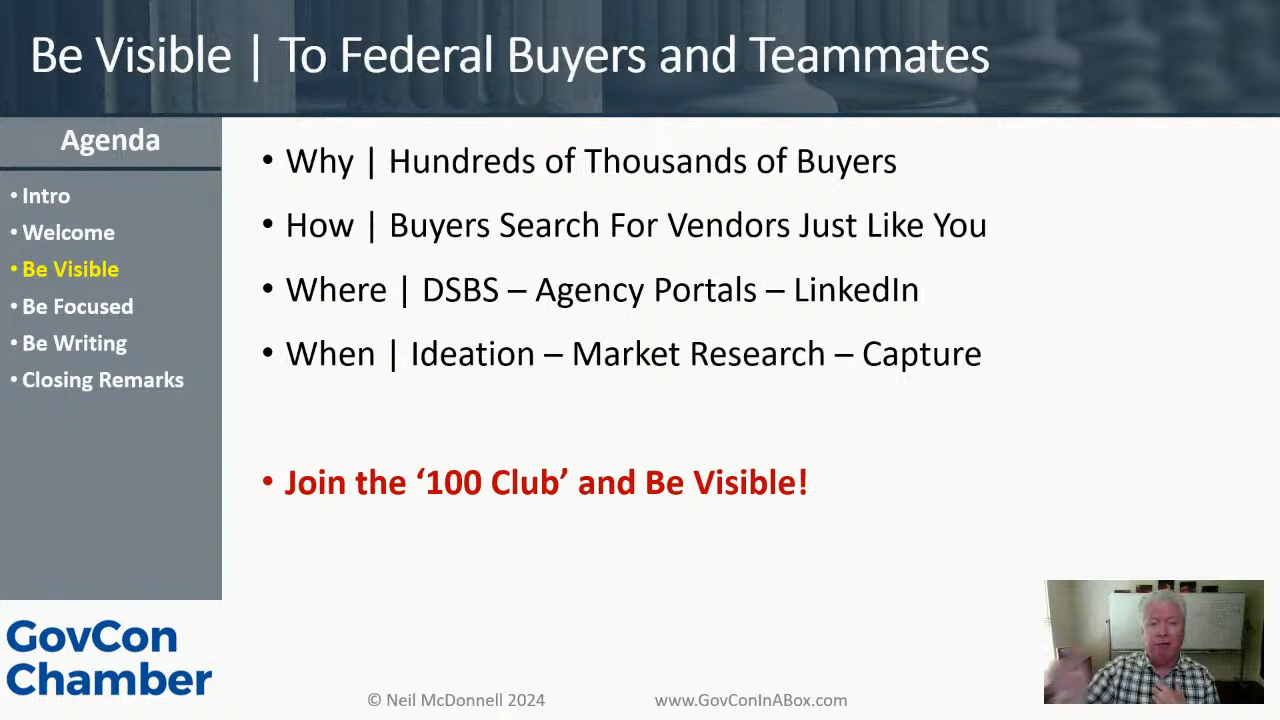 Be Visible | To Federal Buyers and Teammates
Agenda
• Intro
• Welcome
• Be Visible
• Be Focused
• Be Writing
• Closing Remarks
• Why | Hundreds of Thousands of Buyers
• How | Buyers Search For Vendors Just Like You
• Where | DSBS – Agency Portals – LinkedIn
• When | Ideation – Market Research – Capture
• Join the ‘100 Club’ and Be Visible!
GovCon
Chamber
© Neil McDonnell 2024
www.GovConInABox.com